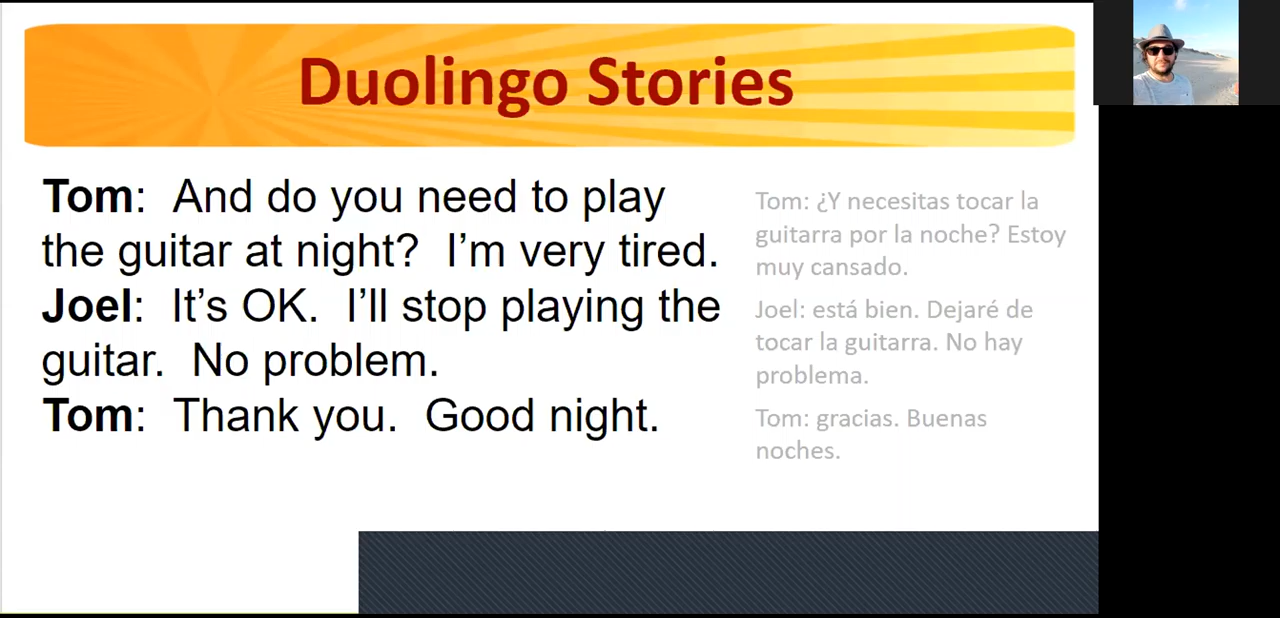 Duolingo Stories
Tom: And do you need to play
the guitar at night? I'm very tired.
Joel: It's OK. I'll stop playing the
guitar. No problem.
Tom: Thank you. Good night.
Tom: ¿Y necesitas tocar la
guitarra por la noche? Estoy
muy cansado.
Joel: está bien. Dejaré de
tocar la guitarra. No hay
problema.
Tom: gracias. Buenas
noches.